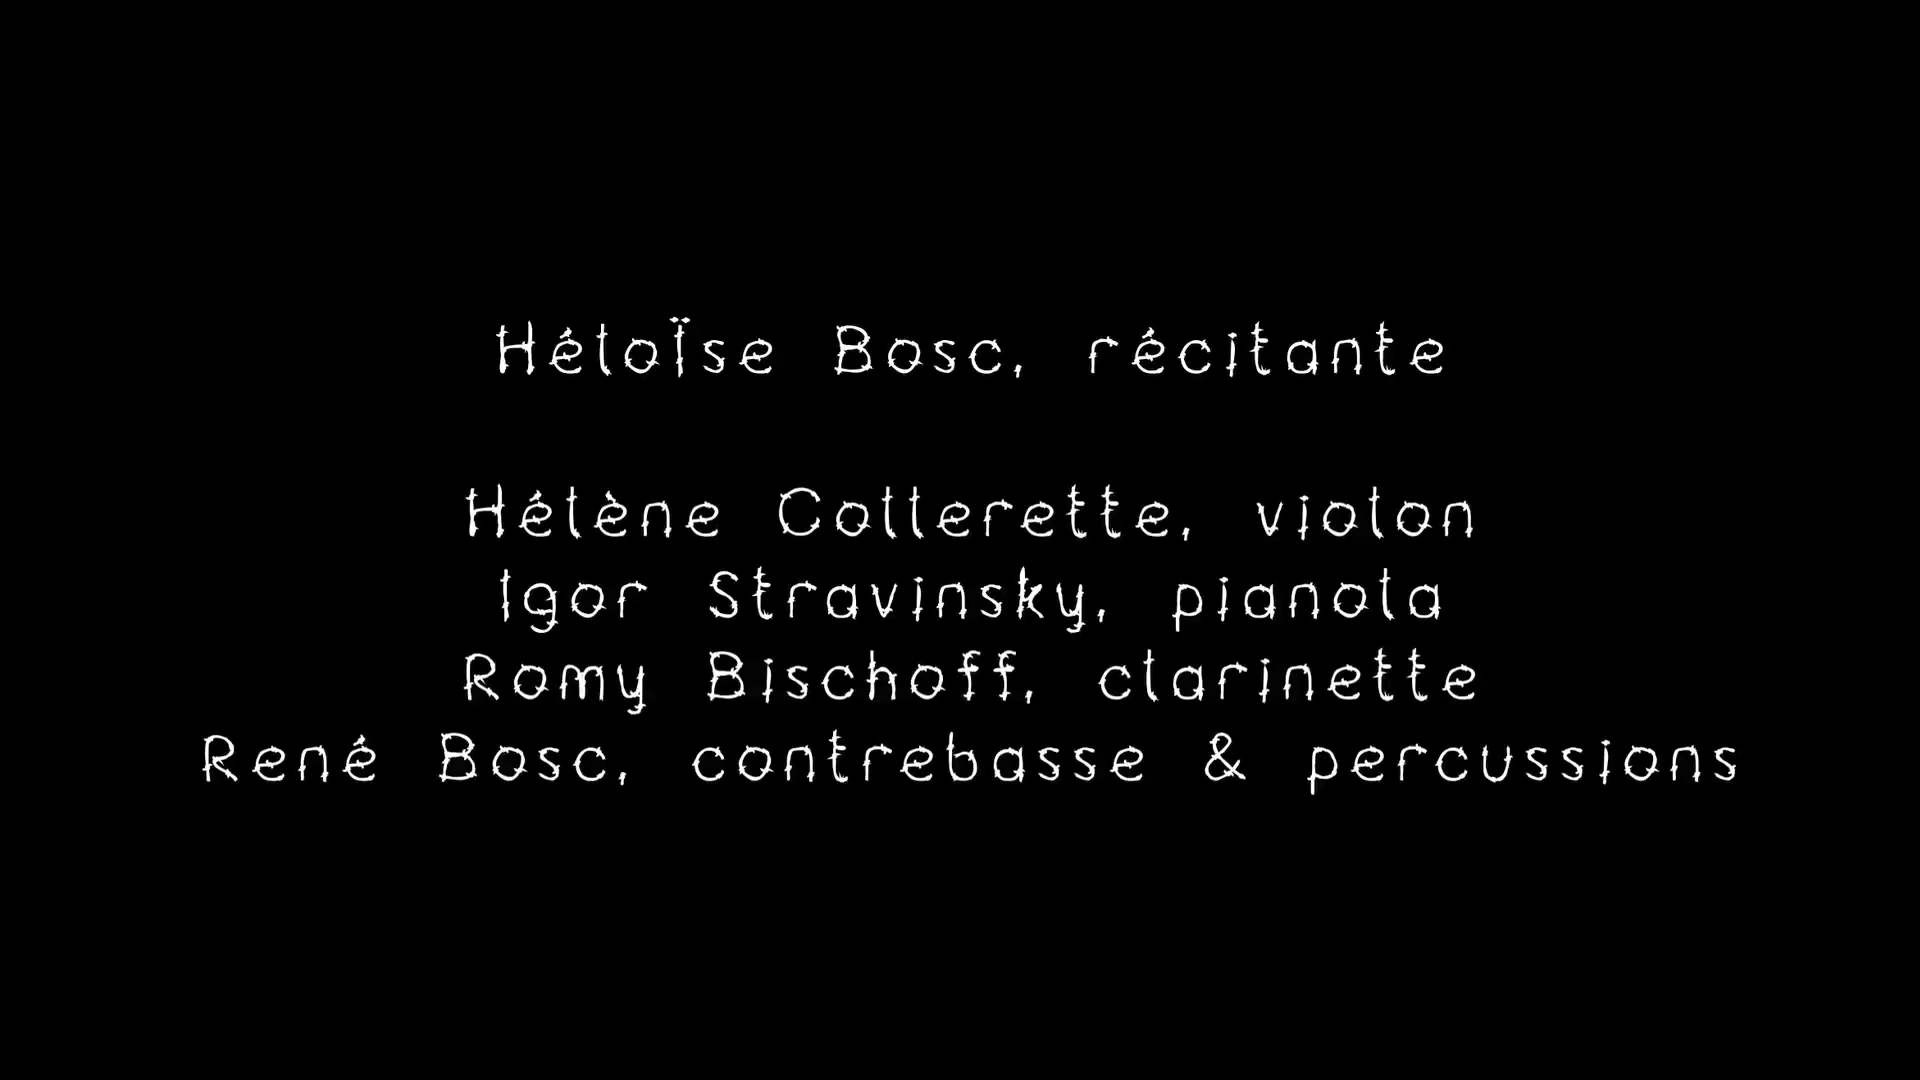 HéloÏse Bosc, récitante
Hélène Collerette, violon
Igor Stravinsky, pianola
Romy Bischoff, clarinette
René Bosc, contrebasse & percussions